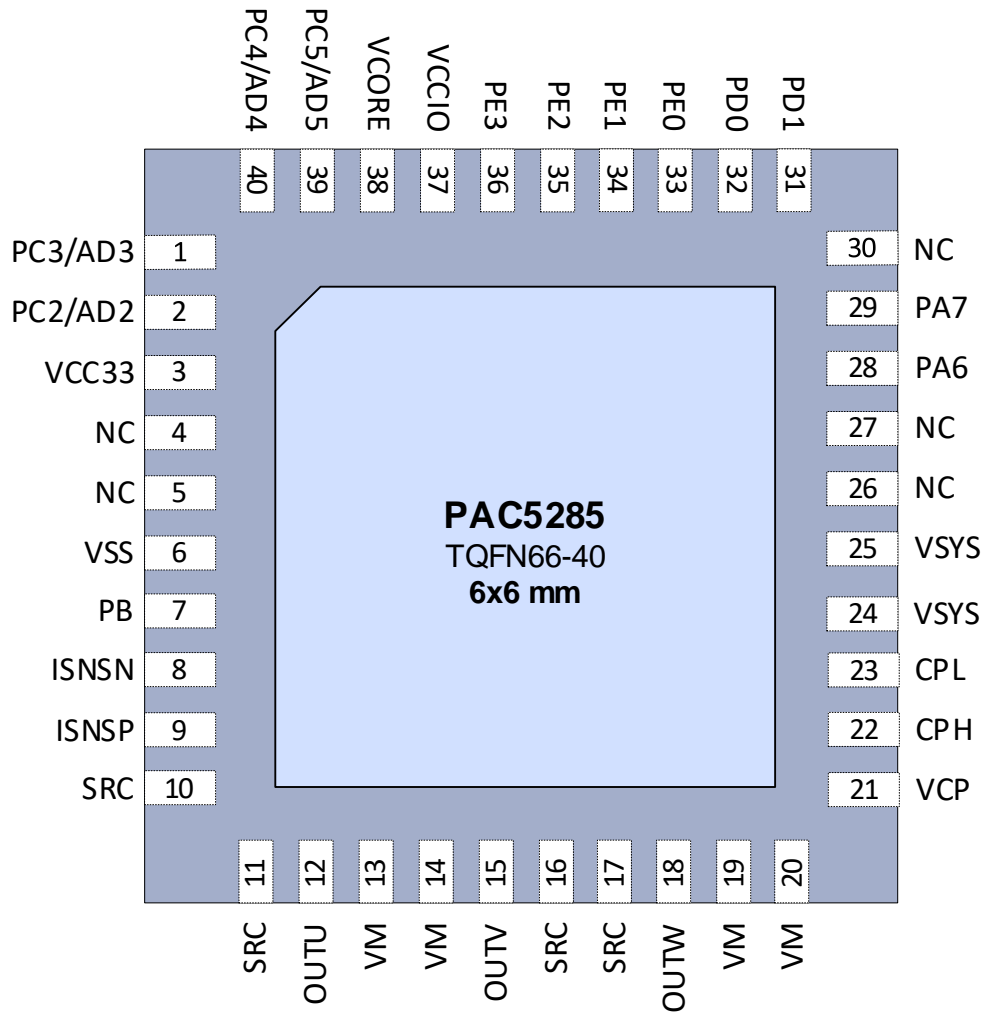 PC4/AD4
PC5/AD5
VCORE
VCCIO
PE3
PE2
PE1
PE0
PD0
PD1
40
39
38
37
36
35
34
33
32
31
PC3/AD3 1
PC2/AD2 2
VCC33 3
NC 4
NC 5
VSS 6
PB 7
ISNSN 8
ISNSP 9
SRC 10
PAC5285
TQFN66-40
6x6 mm
30 NC
29 PA7
28 PA6
27 NC
26 NC
25 VSYS
24 VSYS
23 CPL
22 CPH
21 VCP
11
12
13
14
15
16
17
18
19
20
SRC
OUTU
VM
VM
OUTV
SRC
SRC
OUTW
VM
VM